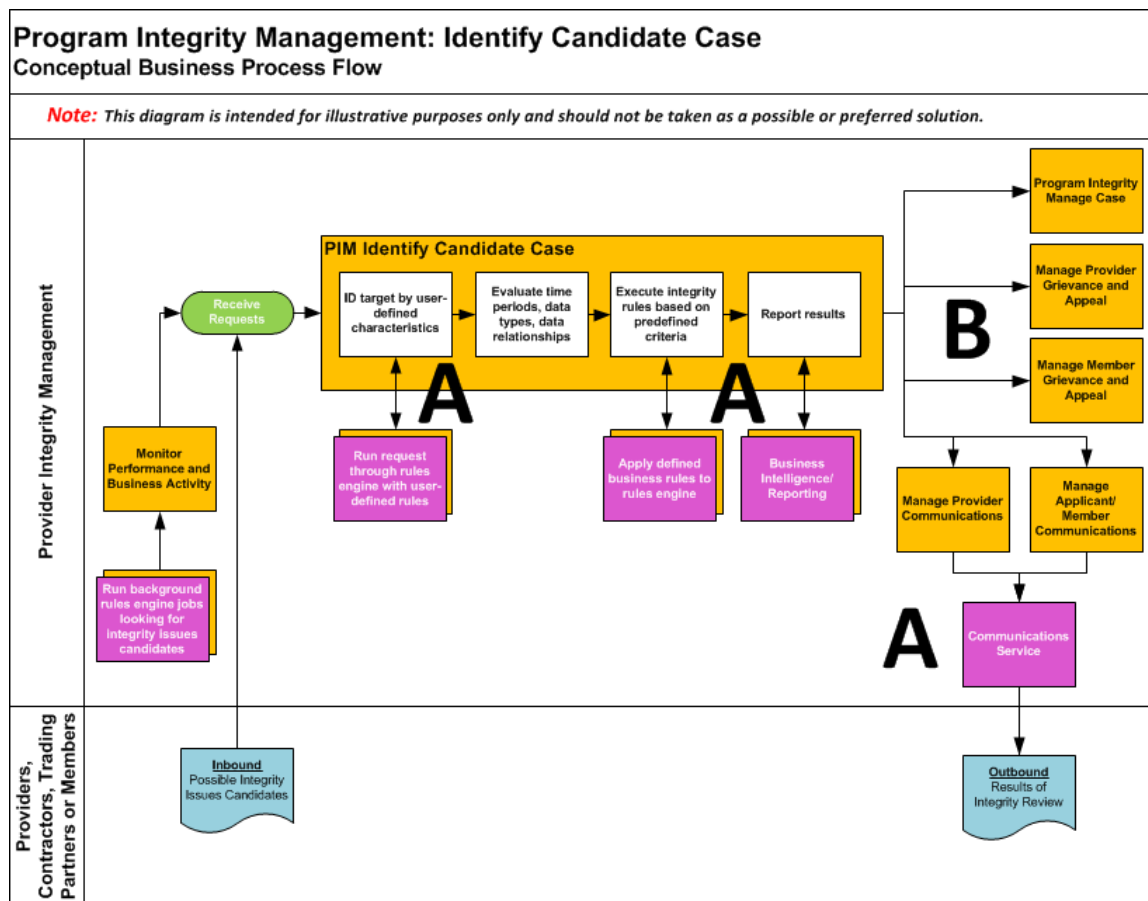 Program Integrity Management: Identify Candidate Case
Conceptual Business Process Flow
Note: This diagram is intended for illustrative purposes only and should not be taken as a possible or preferred solution.
Provider Integrity Management
Receive
Requests
PIM Identify Candidate Case
ID target by user-
defined
characteristics
Evaluate time
periods, data
types, data
relationships
Execute integrity
rules based on
predefined
criteria
Report results
Program Integrity
Manage Case
Manage Provider
Grievance and
Appeal
Manage Member
Grievance and
Appeal
B
A
A
Monitor
Performance and
Business Activity
Run request
through rules
engine with user-
defined rules
Apply defined
business rules to
rules engine
Business
Intelligence/
Reporting
Manage Provider
Communications
Manage
Applicant/
Member
Communications
Run background
rules engine jobs
looking for
integrity issues
candidates
A
Communications
Service
Providers,
Contractors, Trading
Partners or Members
Inbound
Possible Integrity
Issues Candidates
Outbound
Results of
Integrity Review